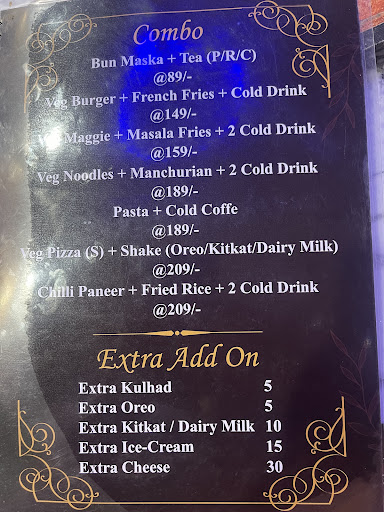 Combo
Bun Maska + Tea (P/R/C)
@89/-
Veg Burger + French Fries + Cold Drink
@149/-
Veg Maggie + Masala Fries + 2 Cold Drink
@159/-
Veg Noodles + Manchurian + 2 Cold Drink
@189/-
Pasta + Cold Coffe
@189/-
Veg Pizza (S) + Shake (Oreo/Kitkat/Dairy Milk)
@209/-
Chilli Paneer + Fried Rice + 2 Cold Drink
@209/-
Extra Add On
Extra Kulhad 5
Extra Oreo 5
Extra Kitkat / Dairy Milk 10
Extra Ice-Cream 15
Extra Cheese 30